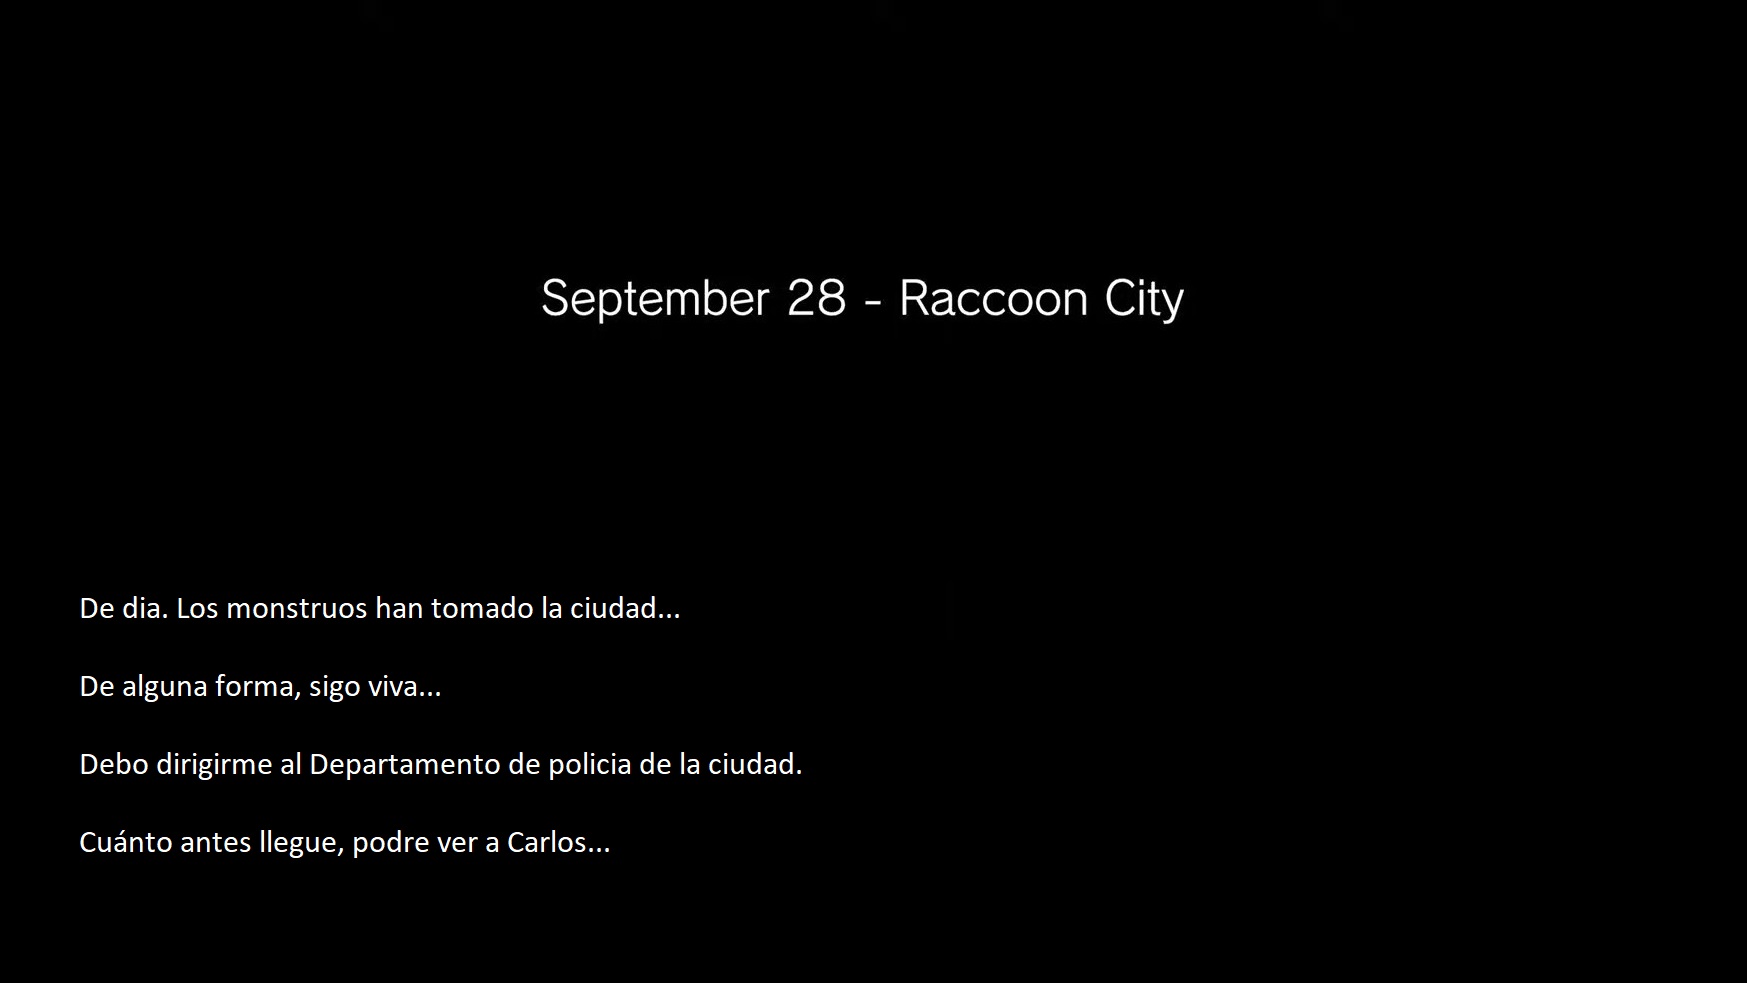 September 28 - Raccoon City
De dia. Los monstruos han tomado la ciudad...
De alguna forma, sigo viva...
Debo dirigirme al Departamento de policia de la ciudad.
Cuánto antes llegue, podre ver a Carlos...